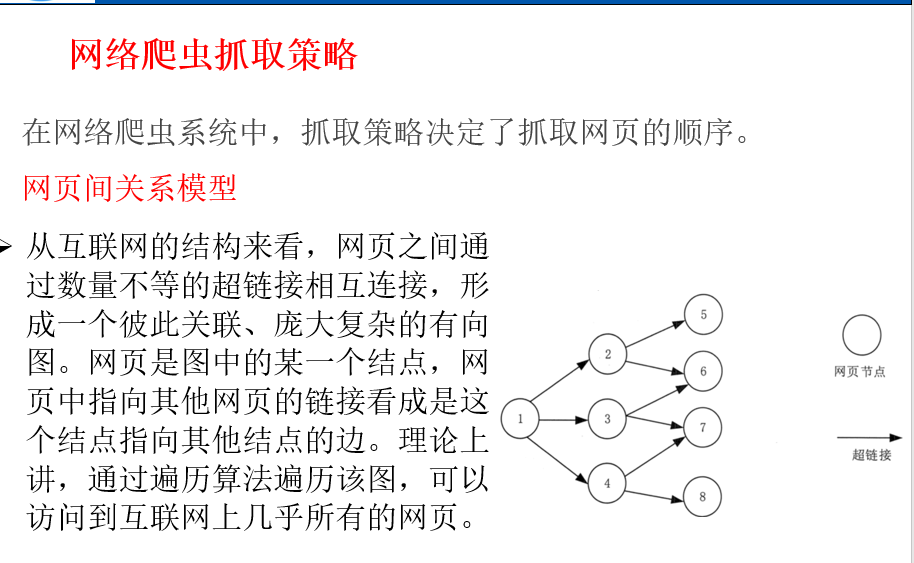 网络爬虫抓取策略
在网络爬虫系统中，抓取策略决定了抓取网页的顺序。
网页间关系模型
从互联网的结构来看，网页之间通
过数量不等的超链接相互连接，形
成一个彼此关联、庞大复杂的有向
图。网页是图中的某一个结点，网
页中指向其他网页的链接看成是这
个结点指向其他结点的边。理论上
讲，通过遍历算法遍历该图，可以
访问到互联网上几乎所有的网页。
1
2
3
4
5
6
7
8
网页节点
超链接